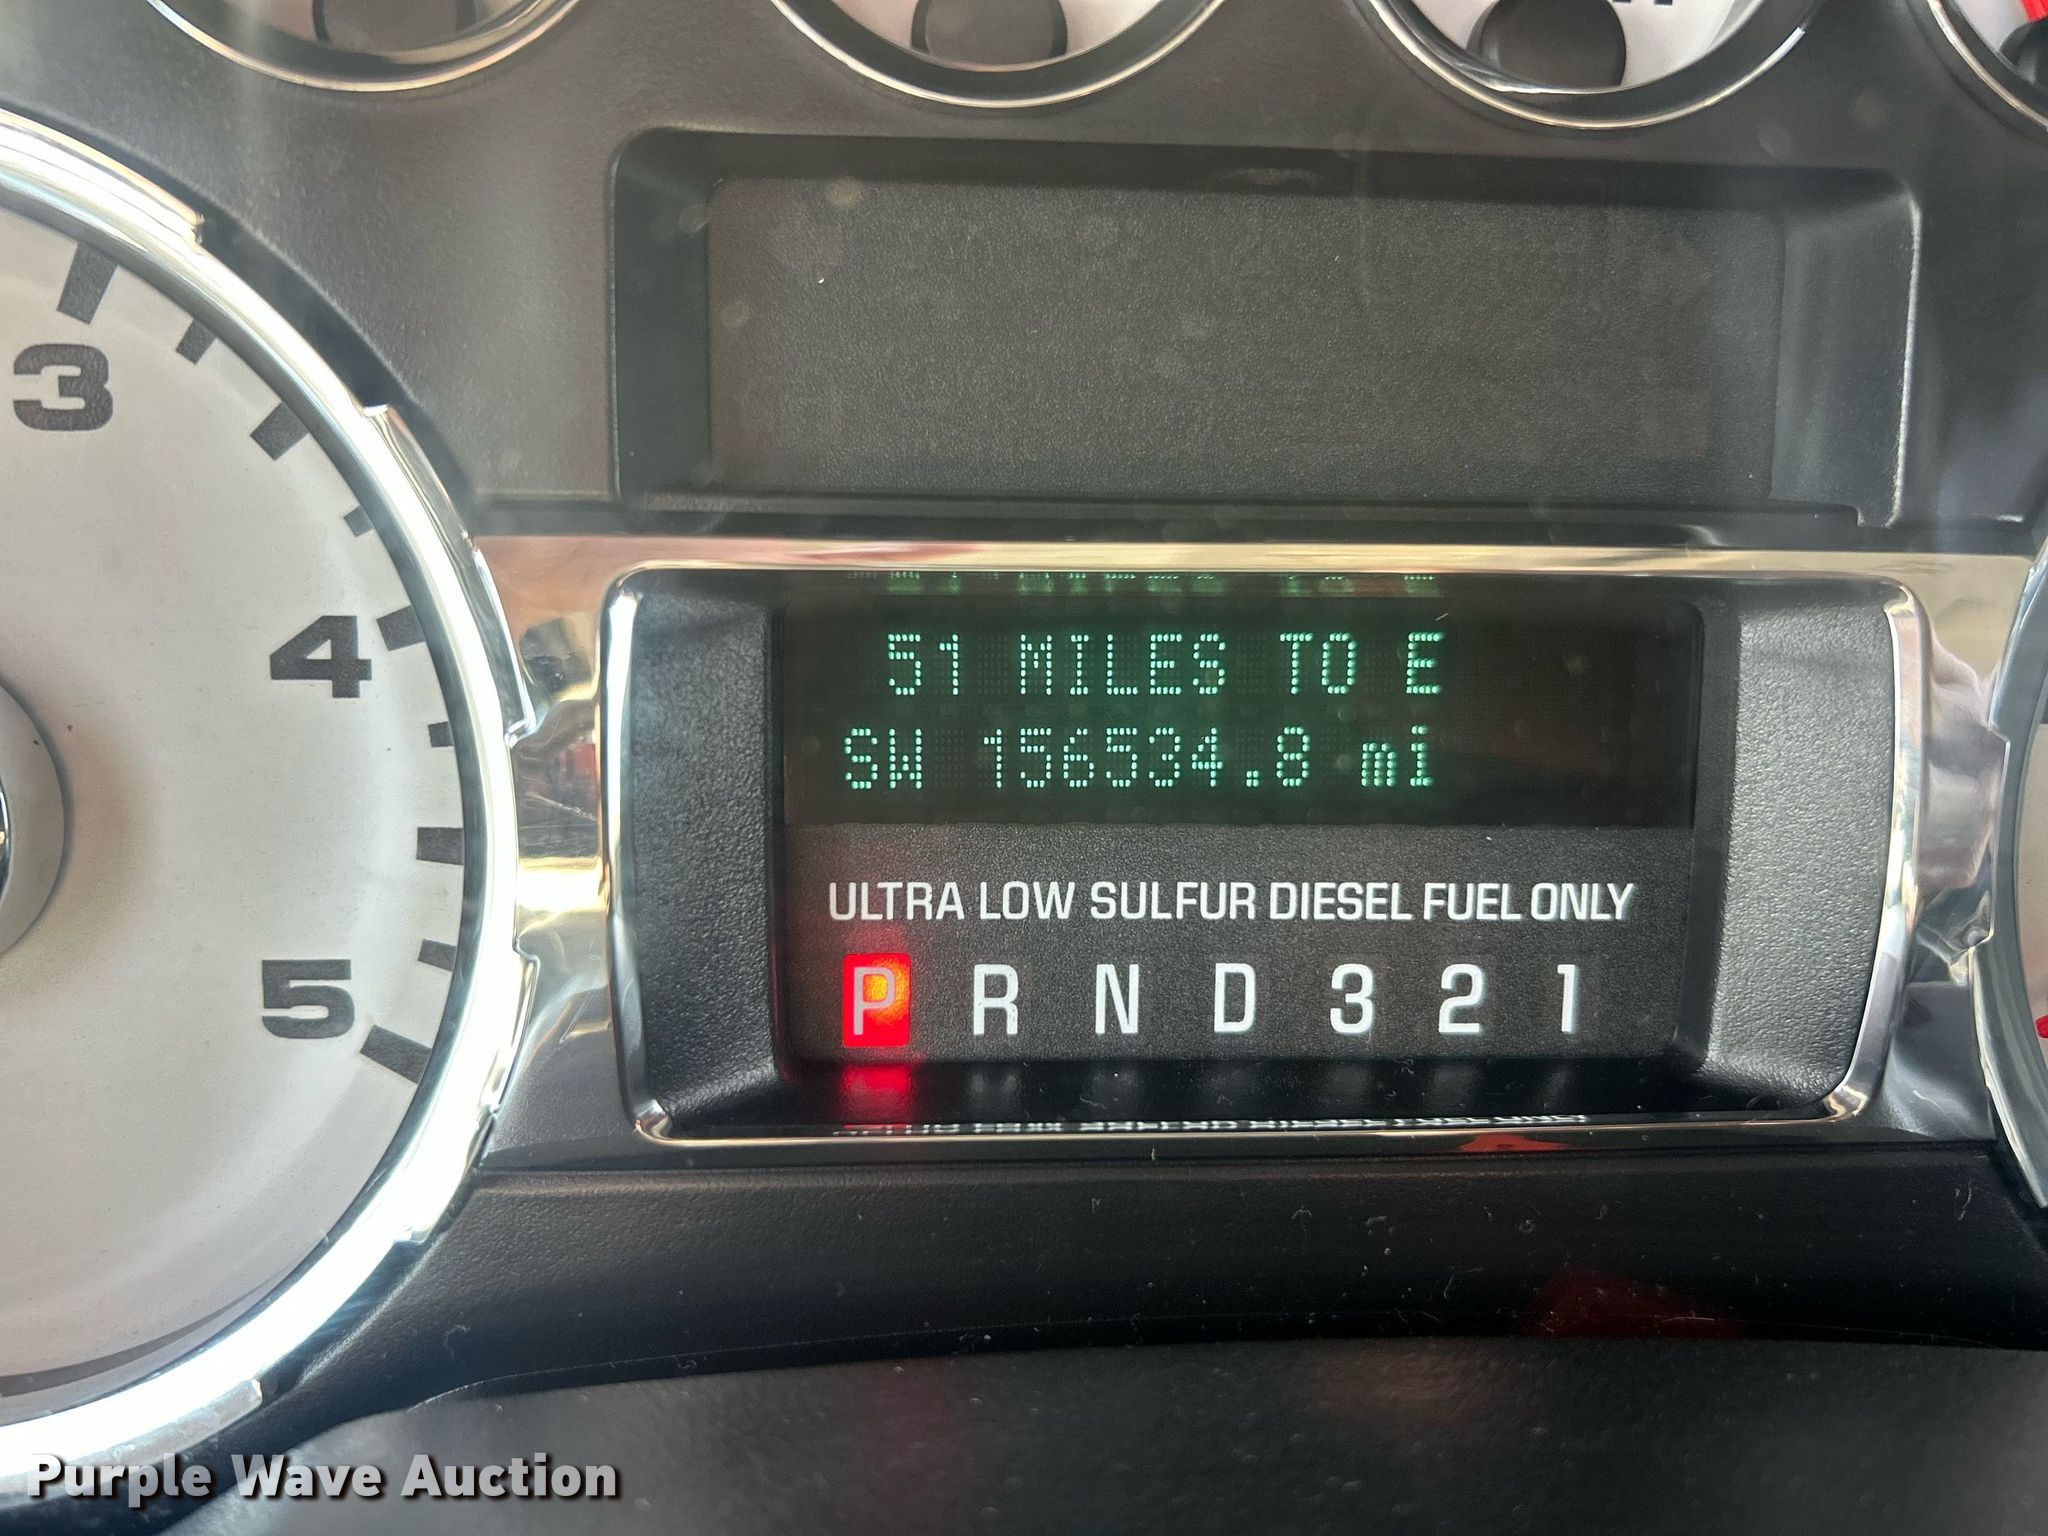 3
4
5
51 MILES TO E
SW 156534.8 mi
ULTRA LOW SULFUR DIESEL FUEL ONLY
P R N D 3 2 1
Purple Wave Auction